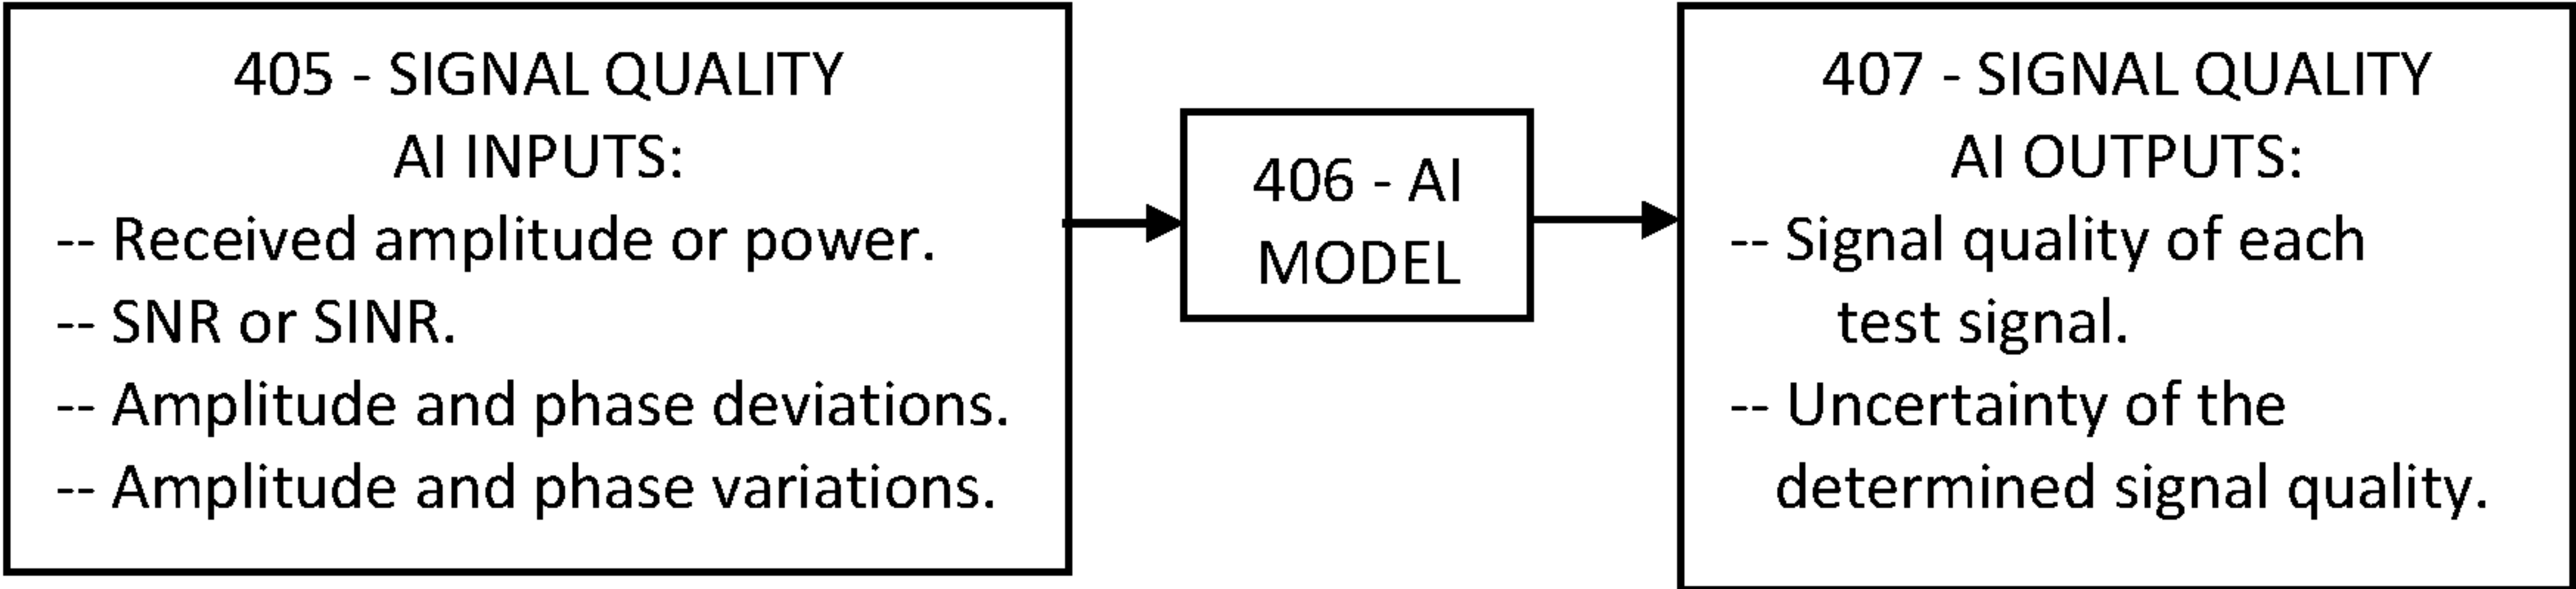 405 - SIGNAL QUALITY
AI INPUTS:
-- Received amplitude or power.
-- SNR or SINR.
-- Amplitude and phase deviations.
-- Amplitude and phase variations.
406 - AI
MODEL
407 - SIGNAL QUALITY
AI OUTPUTS:
-- Signal quality of each
test signal.
-- Uncertainty of the
determined signal quality.